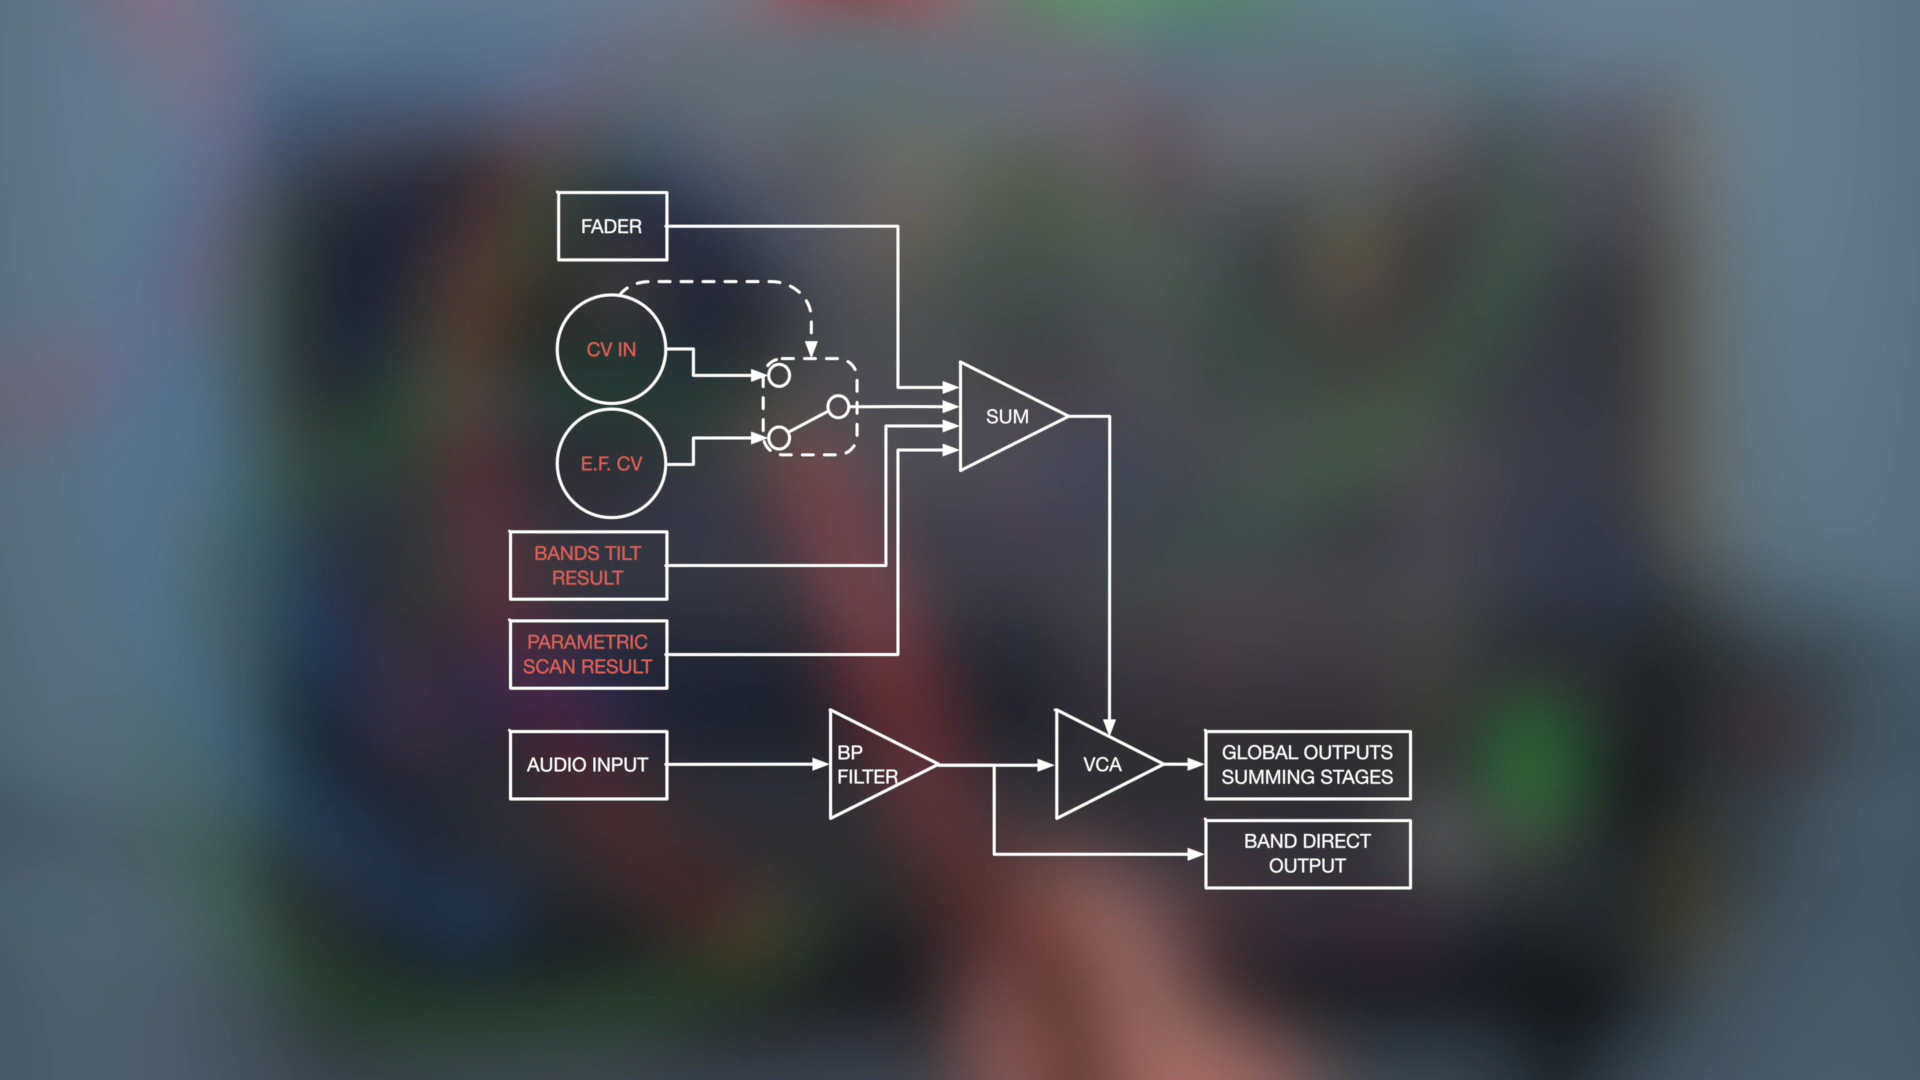 FADER
CV IN
E.F. CV
SUM
BANDS TILT
RESULT
PARAMETRIC
SCAN RESULT
AUDIO INPUT
BP
FILTER
VCA
GLOBAL OUTPUTS
SUMMING STAGES
BAND DIRECT
OUTPUT